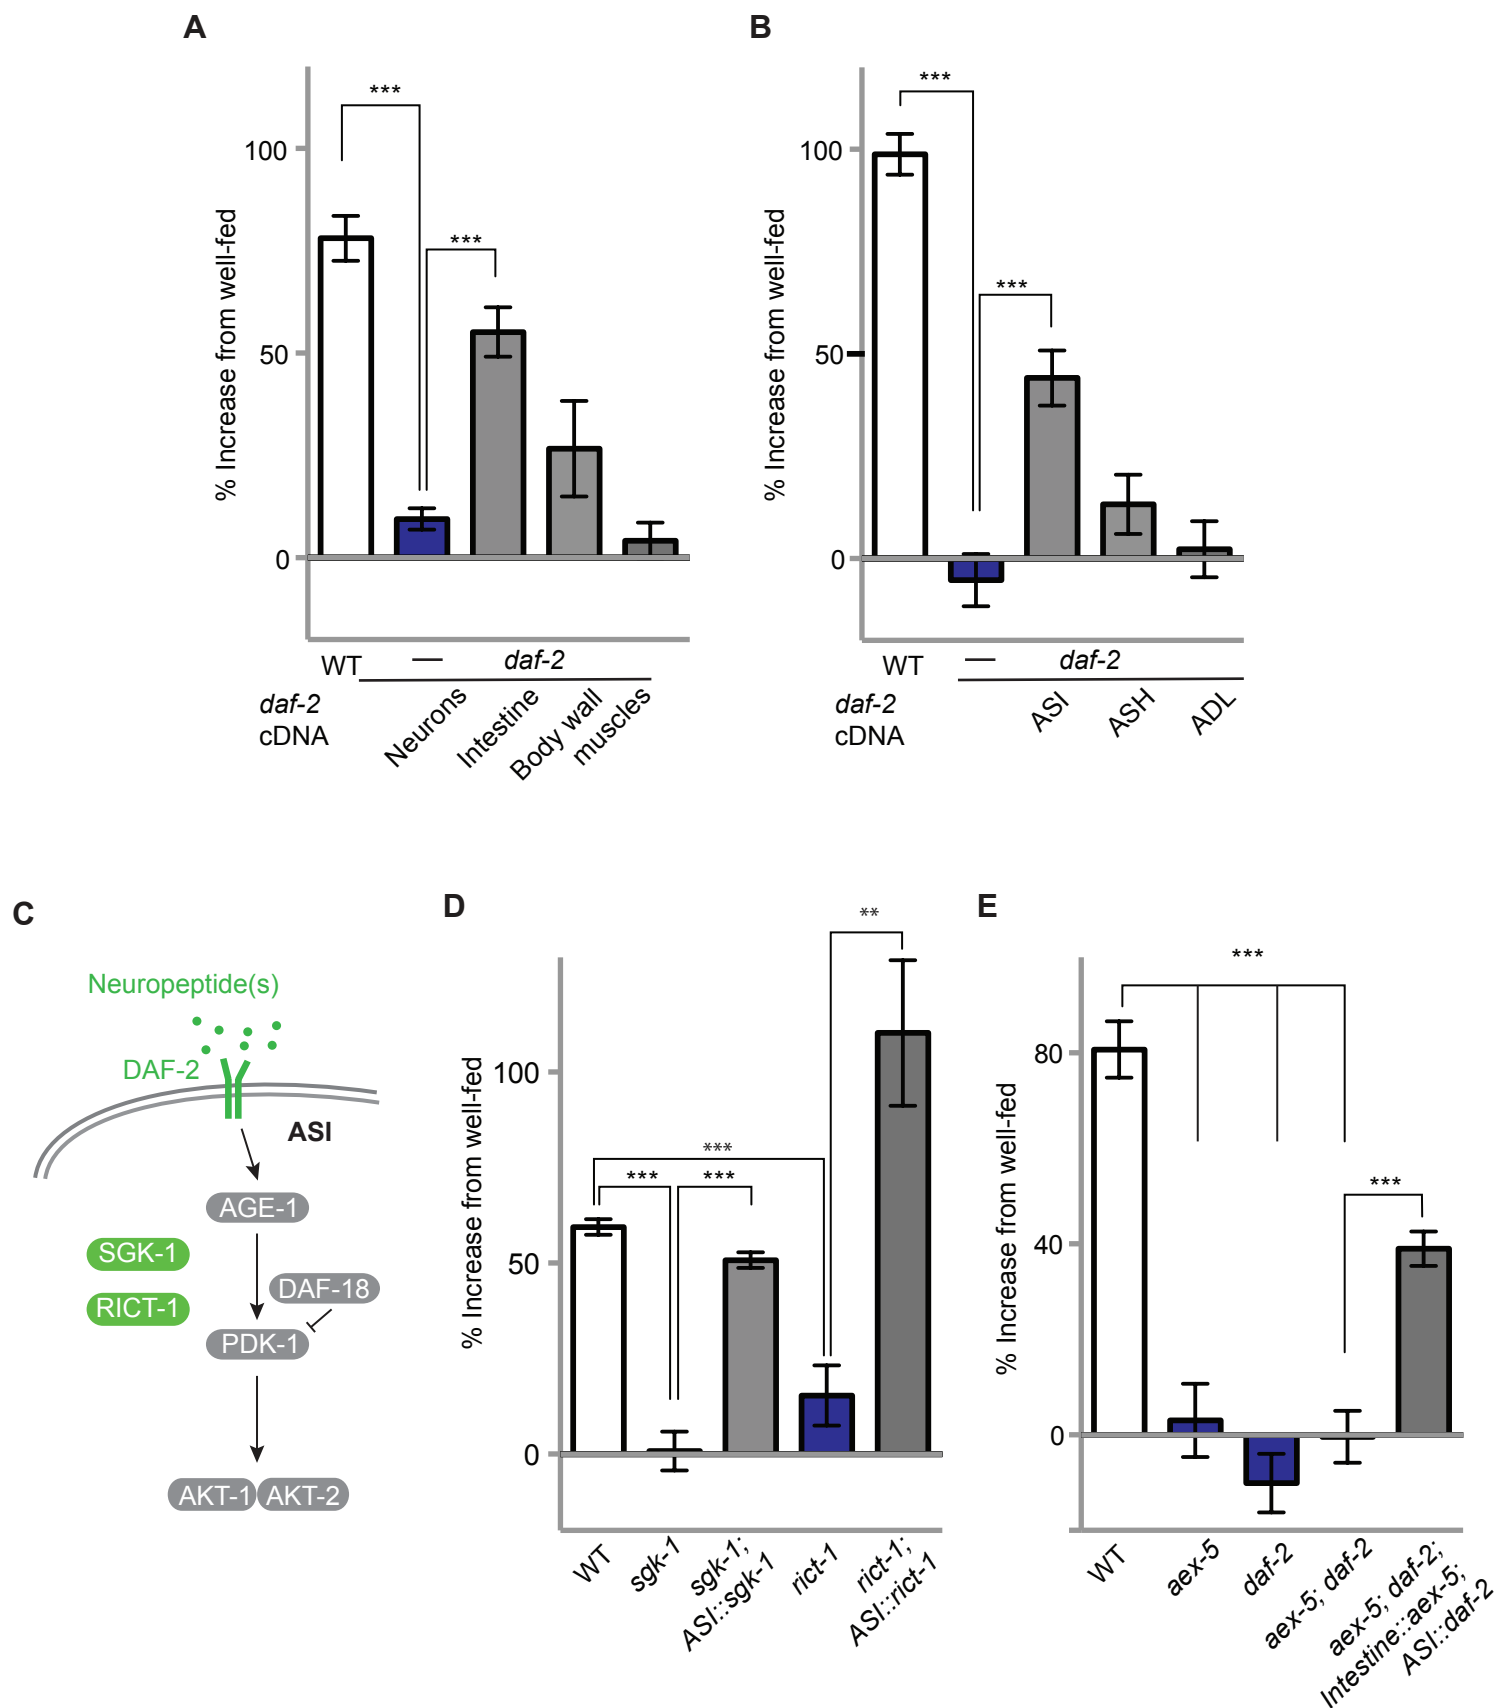 A
***
***
100
50
0
% Increase from well-fed
WT
—
daf-2
daf-2
cDNA
Neurons
Intestine
Body wall
muscles
B
***
***
100
50
0
% Increase from well-fed
WT
—
daf-2
daf-2
cDNA
ASI
ASH
ADL
C
Neuropeptide(s)
DAF-2
ASI
AGE-1
SGK-1
DAF-18
RICT-1
PDK-1
AKT-1
AKT-2
D
**
***
***
***
100
50
0
% Increase from well-fed
WT
sgk-1
sgk-1;
ASI::sgk-1
rict-1
rict-1;
ASI::rict-1
E
***
***
80
40
0
% Increase from well-fed
WT
aex-5
daf-2
aex-5; daf-2
aex-5; daf-2;
Intestine::aex-5;
ASI::daf-2